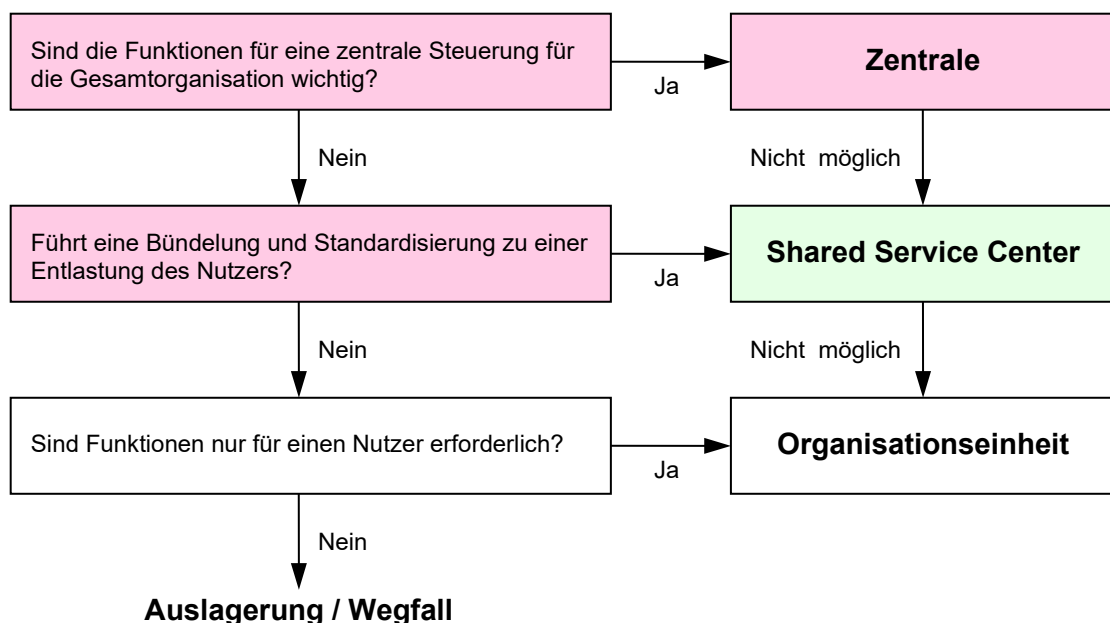 Sind die Funktionen für eine zentrale Steuerung für
die Gesamtorganisation wichtig?
Ja
Zentrale
Nein
Nicht möglich
Führt eine Bündelung und Standardisierung zu einer
Entlastung des Nutzers?
Ja
Shared Service Center
Nein
Nicht möglich
Sind Funktionen nur für einen Nutzer erforderlich?
Ja
Organisationseinheit
Nein
Auslagerung / Wegfall